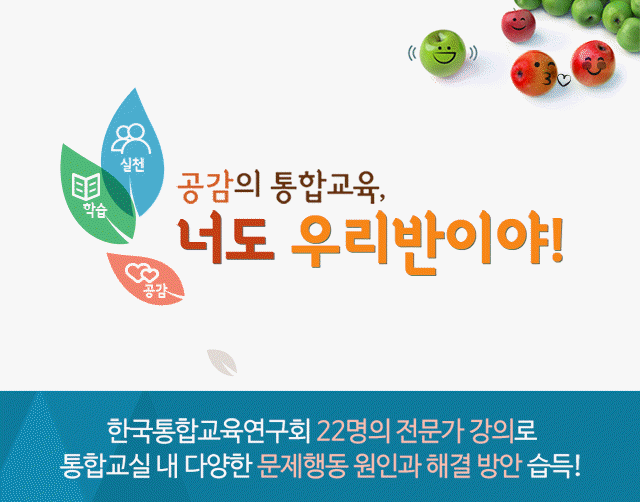 실천
학습
공감
공감의 통합교육,
너도 우리반이야!
한국통합교육연구회 22명의 전문가 강의로
통합교실 내 다양한 문제행동 원인과 해결 방안 습득!